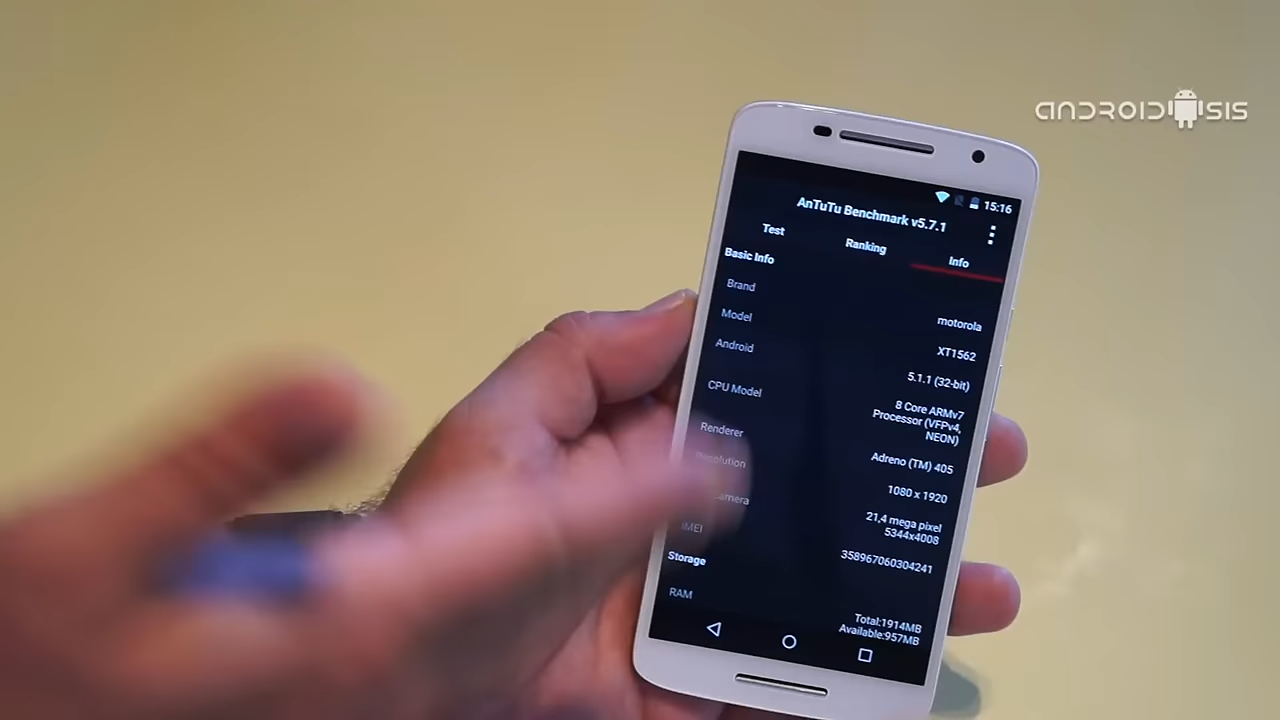 ANDROIDSIS
15:16
AnTuTu Benchmark v5.7.1
Test Ranking Info
Basic Info
Brand motorola
Model XT1562
Android 5.1.1 (32-bit)
CPU Model 8 Core ARMv7
Processor (VFPv4,
NEON)
Renderer Adreno (TM) 405
Resolution 1080 x 1920
Camera 21,4 mega pixel
5344x4008
IMEI 358967060304241
Storage
RAM Total:1914MB
Available:957MB